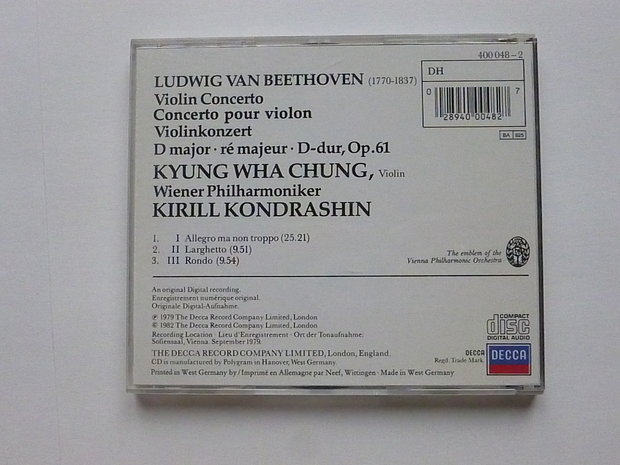 400 048-2
DH
0 28940 00482 7
BA 825
LUDWIG VAN BEETHOVEN (1770-1837)
Violin Concerto
Concerto pour violon
Violinkonzert
D major · ré majeur · D-dur, Op.61
KYUNG WHA CHUNG, Violin
Wiener Philharmoniker
KIRILL KONDRASHIN
1. I Allegro ma non troppo (25.21)
2. II Larghetto (9.51)
3. III Rondo (9.54)
The emblem of the
Vienna Philharmonic Orchestra
An original Digital recording.
Enregistrement numérique original.
Originale Digital-Aufnahme.
℗ 1979 The Decca Record Company Limited, London
© 1982 The Decca Record Company Limited, London
Recording Location · Lieu d'Enregistrement · Ort der Tonaufnahme:
Sofiensaal, Vienna. September 1979.
COMPACT
disc
DIGITAL AUDIO
THE DECCA RECORD COMPANY LIMITED, London, England.
CD is manufactured by Polygram in Hanover, West Germany.
DECCA
Regd. Trade Mark.
DECCA
Printed in West Germany by / Imprimé en Allemagne par Neef, Wittingen · Made in West Germany